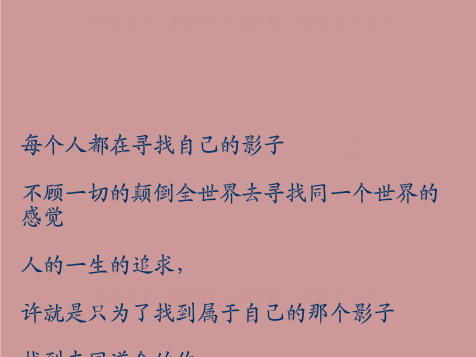 每个人都在寻找自己的影子
不顾一切的颠倒全世界去寻找同一个世界的
感觉
人的一生的追求，
许就是只为了找到属于自己的那个影子